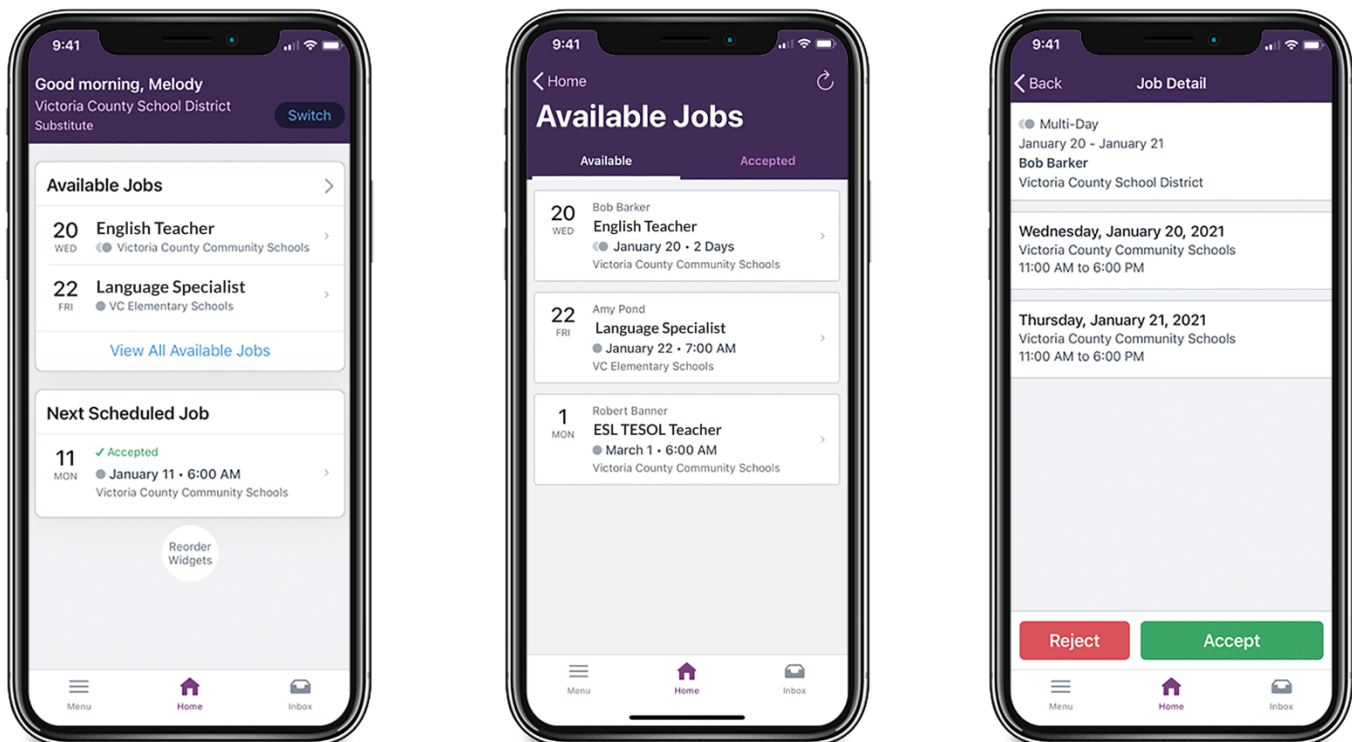 9:41
Good morning, Melody
Victoria County School District
Substitute
Switch
Available Jobs
20
WED
English Teacher
Victoria County Community Schools
22
FRI
Language Specialist
VC Elementary Schools
View All Available Jobs
Next Scheduled Job
11
MON
✓ Accepted
January 11 • 6:00 AM
Victoria County Community Schools
Reorder
Widgets
Menu
Home
Inbox
9:41
Home
Available Jobs
Available
Accepted
20
WED
Bob Barker
English Teacher
January 20 • 2 Days
Victoria County Community Schools
22
FRI
Amy Pond
Language Specialist
January 22 • 7:00 AM
VC Elementary Schools
1
MON
Robert Banner
ESL TESOL Teacher
March 1 • 6:00 AM
Victoria County Community Schools
Menu
Home
Inbox
9:41
Back
Job Detail
Multi-Day
January 20 - January 21
Bob Barker
Victoria County School District
Wednesday, January 20, 2021
Victoria County Community Schools
11:00 AM to 6:00 PM
Thursday, January 21, 2021
Victoria County Community Schools
11:00 AM to 6:00 PM
Reject
Accept
Menu
Home
Inbox